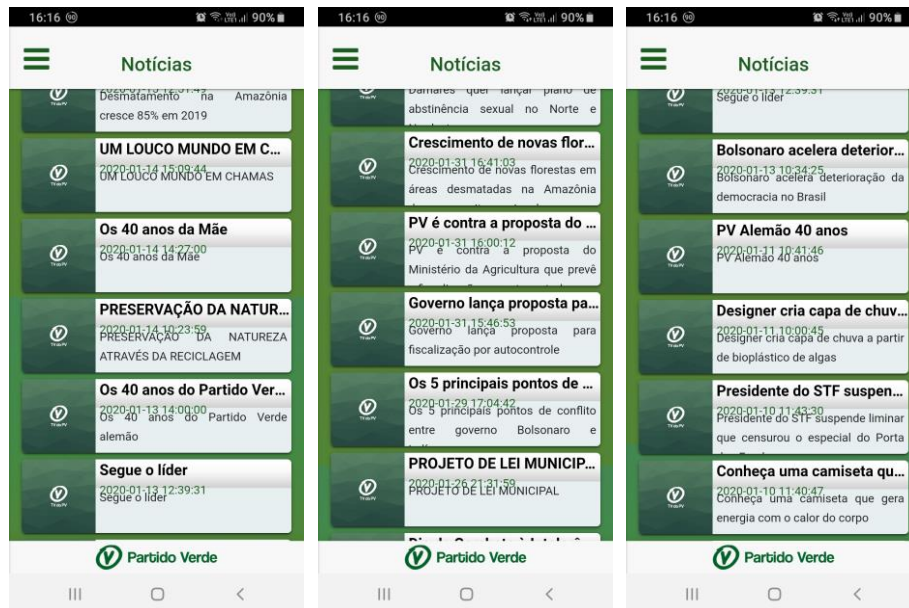 16:16 90 90%
Notícias
2020-01-15 12:51:49
Desmatamento na Amazônia
cresce 85% em 2019
UM LOUCO MUNDO EM C...
2020-01-14 15:09:44
UM LOUCO MUNDO EM CHAMAS
Os 40 anos da Mãe
2020-01-14 14:27:00
Os 40 anos da Mãe
PRESERVAÇÃO DA NATUR...
2020-01-14 10:23:59
PRESERVAÇÃO DA NATUREZA
ATRAVÉS DA RECICLAGEM
Os 40 anos do Partido Ver...
2020-01-13 14:00:00
Os 40 anos do Partido Verde
alemão
Segue o líder
2020-01-13 12:39:31
Segue o líder
Partido Verde
16:16 90 90%
Notícias
Damares quer lançar plano de
abstinência sexual no Norte e
Crescimento de novas flor...
2020-01-31 16:41:03
Crescimento de novas florestas em
áreas desmatadas na Amazônia
PV é contra a proposta do ...
2020-01-31 16:00:12
PV é contra a proposta do
Ministério da Agricultura que prevê
Governo lança proposta pa...
2020-01-31 15:46:53
Governo lança proposta para
fiscalização por autocontrole
Os 5 principais pontos de ...
2020-01-29 17:04:42
Os 5 principais pontos de conflito
entre governo Bolsonaro e
PROJETO DE LEI MUNICIP...
2020-01-26 21:31:59
PROJETO DE LEI MUNICIPAL
Partido Verde
16:16 90 90%
Notícias
2020-01-13 12:39:31
Segue o líder
Bolsonaro acelera deterior...
2020-01-13 10:34:25
Bolsonaro acelera deterioração da
democracia no Brasil
PV Alemão 40 anos
2020-01-11 10:41:46
PV Alemão 40 anos
Designer cria capa de chuv...
2020-01-11 10:00:45
Designer cria capa de chuva a partir
de bioplástico de algas
Presidente do STF suspen...
2020-01-10 11:43:30
Presidente do STF suspende liminar
que censurou o especial do Porta
Conheça uma camiseta qu...
2020-01-10 11:40:47
Conheça uma camiseta que gera
energia com o calor do corpo
Partido Verde